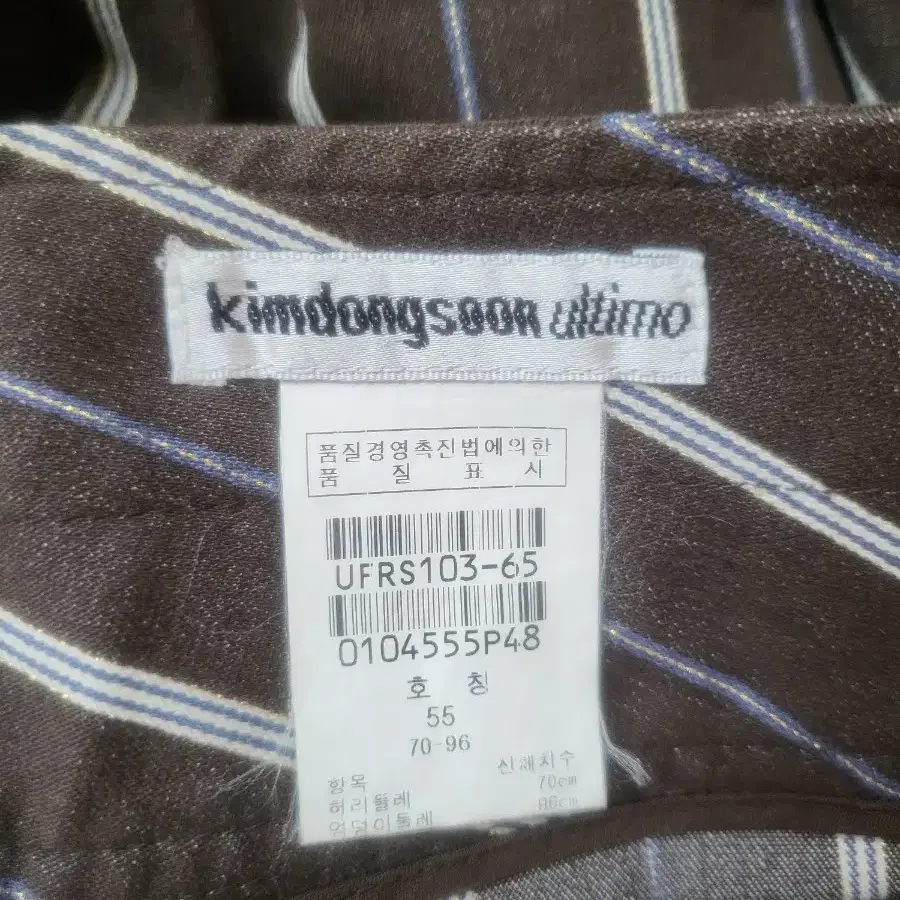 kimdongsoon ultimo
품질경영촉진법에의한
품 질 표 시
UFRS103-65
0104555P48
호 칭
55
70-96
항목 신체치수
허리둘레 70cm
엉덩이둘레